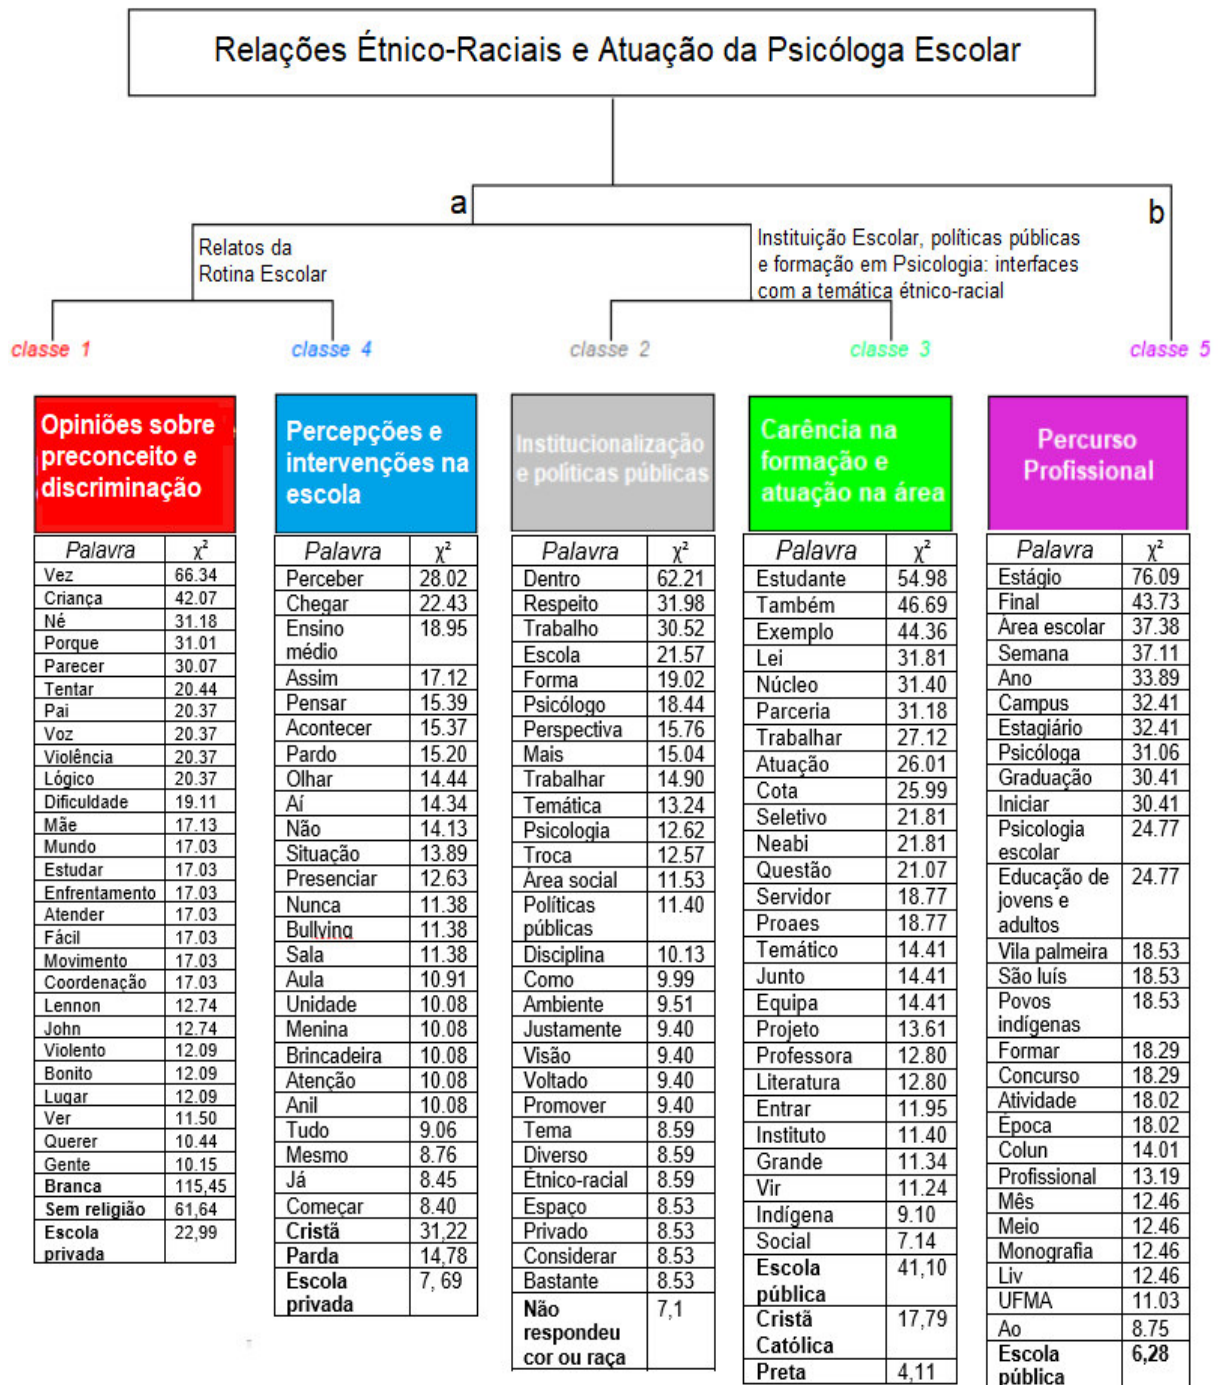 Relações Étnico-Raciais e Atuação da Psicóloga Escolar
a
b
Relatos da
Rotina Escolar
Instituição Escolar, políticas públicas
e formação em Psicologia: interfaces
com a temática étnico-racial
classe 1
classe 4
classe 2
classe 3
classe 5
Opiniões sobre
preconceito e
discriminação
Palavra χ²
Vez 66.34
Criança 42.07
Né 31.18
Porque 31.01
Parecer 30.07
Tentar 20.44
Pai 20.37
Voz 20.37
Violência 20.37
Lógico 20.37
Dificuldade 19.11
Mãe 17.13
Mundo 17.03
Estudar 17.03
Enfrentamento 17.03
Atender 17.03
Fácil 17.03
Movimento 17.03
Coordenação 17.03
Lennon 12.74
John 12.74
Violento 12.09
Bonito 12.09
Lugar 12.09
Ver 11.50
Querer 10.44
Gente 10.15
Branca 115,45
Sem religião 61,64
Escola 22,99
privada
Percepções e
intervenções na
escola
Palavra χ²
Perceber 28.02
Chegar 22.43
Ensino 18.95
médio
Assim 17.12
Pensar 15.39
Acontecer 15.37
Pardo 15.20
Olhar 14.44
Aí 14.34
Não 14.13
Situação 13.89
Presenciar 12.63
Nunca 11.38
Bullying 11.38
Sala 11.38
Aula 10.91
Unidade 10.08
Menina 10.08
Brincadeira 10.08
Atenção 10.08
Anil 10.08
Tudo 9.06
Mesmo 8.76
Já 8.45
Começar 8.40
Cristã 31,22
Parda 14,78
Escola 7, 69
privada
Institucionalização
e políticas públicas
Palavra χ²
Dentro 62.21
Respeito 31.98
Trabalho 30.52
Escola 21.57
Forma 19.02
Psicólogo 18.44
Perspectiva 15.76
Mais 15.04
Trabalhar 14.90
Temática 13.24
Psicologia 12.62
Troca 12.57
Área social 11.53
Políticas 11.40
públicas
Disciplina 10.13
Como 9.99
Ambiente 9.51
Justamente 9.40
Visão 9.40
Voltado 9.40
Promover 9.40
Tema 8.59
Diverso 8.59
Étnico-racial 8.59
Espaço 8.53
Privado 8.53
Considerar 8.53
Bastante 8.53
Não 7,1
respondeu
cor ou raça
Carência na
formação e
atuação na área
Palavra χ²
Estudante 54.98
Também 46.69
Exemplo 44.36
Lei 31.81
Núcleo 31.40
Parceria 31.18
Trabalhar 27.12
Atuação 26.01
Cota 25.99
Seletivo 21.81
Neabi 21.81
Questão 21.07
Servidor 18.77
Proaes 18.77
Temático 14.41
Junto 14.41
Equipa 14.41
Projeto 13.61
Professora 12.80
Literatura 12.80
Entrar 11.95
Instituto 11.40
Grande 11.34
Vir 11.24
Indígena 9.10
Social 7.14
Escola 41,10
pública
Cristã 17,79
Católica
Preta 4,11
Percurso
Profissional
Palavra χ²
Estágio 76.09
Final 43.73
Área escolar 37.38
Semana 37.11
Ano 33.89
Campus 32.41
Estagiário 32.41
Psicóloga 31.06
Graduação 30.41
Iniciar 30.41
Psicologia 24.77
escolar
Educação de 24.77
jovens e
adultos
Vila palmeira 18.53
São luís 18.53
Povos 18.53
indígenas
Formar 18.29
Concurso 18.29
Atividade 18.02
Época 18.02
Colun 14.01
Profissional 13.19
Mês 12.46
Meio 12.46
Monografia 12.46
Liv 12.46
UFMA 11.03
Ao 8.75
Escola 6,28
pública